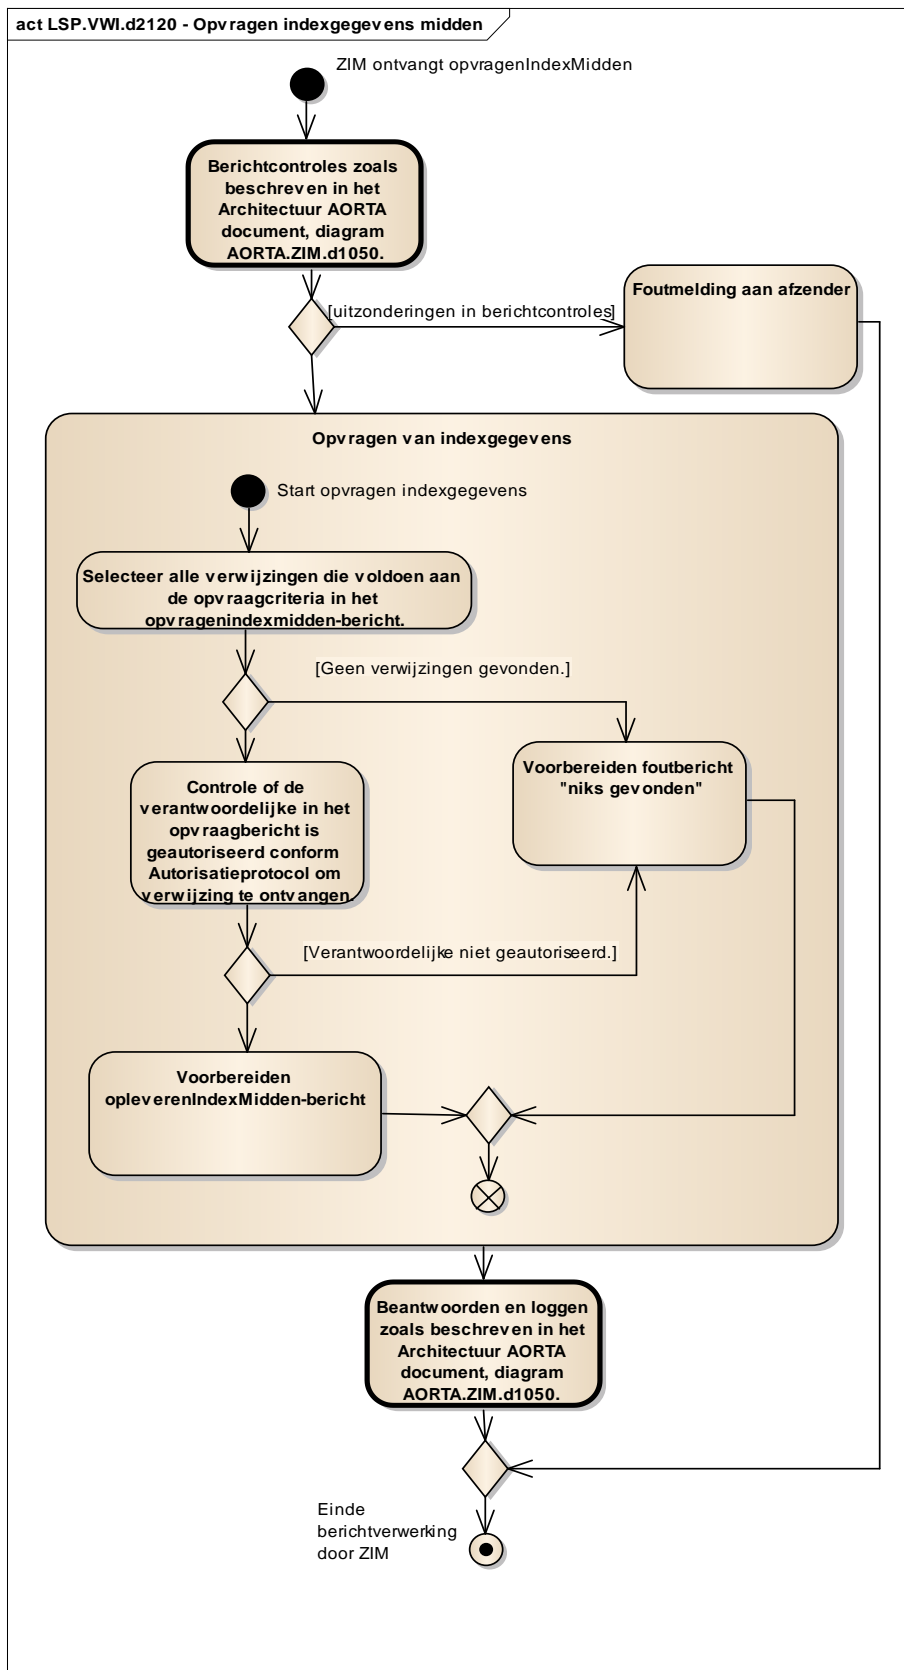 act LSP.VWI.d2120 - Opvragen indexgegevens midden
ZIM ontvangt opvragenIndexMidden
Berichtcontroles zoals
beschreven in het
Architectuur AORTA
document, diagram
AORTA.ZIM.d1050.
[uitzonderingen in berichtcontroles]
Foutmelding aan afzender
Opvragen van indexgegevens
Start opvragen indexgegevens
Selecteer alle verwijzingen die voldoen aan
de opvraagcriteria in het
opvragenindexmidden-bericht.
[Geen verwijzingen gevonden.]
Voorbereiden foutbericht
"niks gevonden"
Controle of de
verantwoordelijke in het
opvraagbericht is
geautoriseerd conform
Autorisatieprotocol om
verwijzing te ontvangen.
[Verantwoordelijke niet geautoriseerd.]
Voorbereiden
opleverenIndexMidden-bericht
Beantwoorden en loggen
zoals beschreven in het
Architectuur AORTA
document, diagram
AORTA.ZIM.d1050.
Einde
berichtverwerking
door ZIM